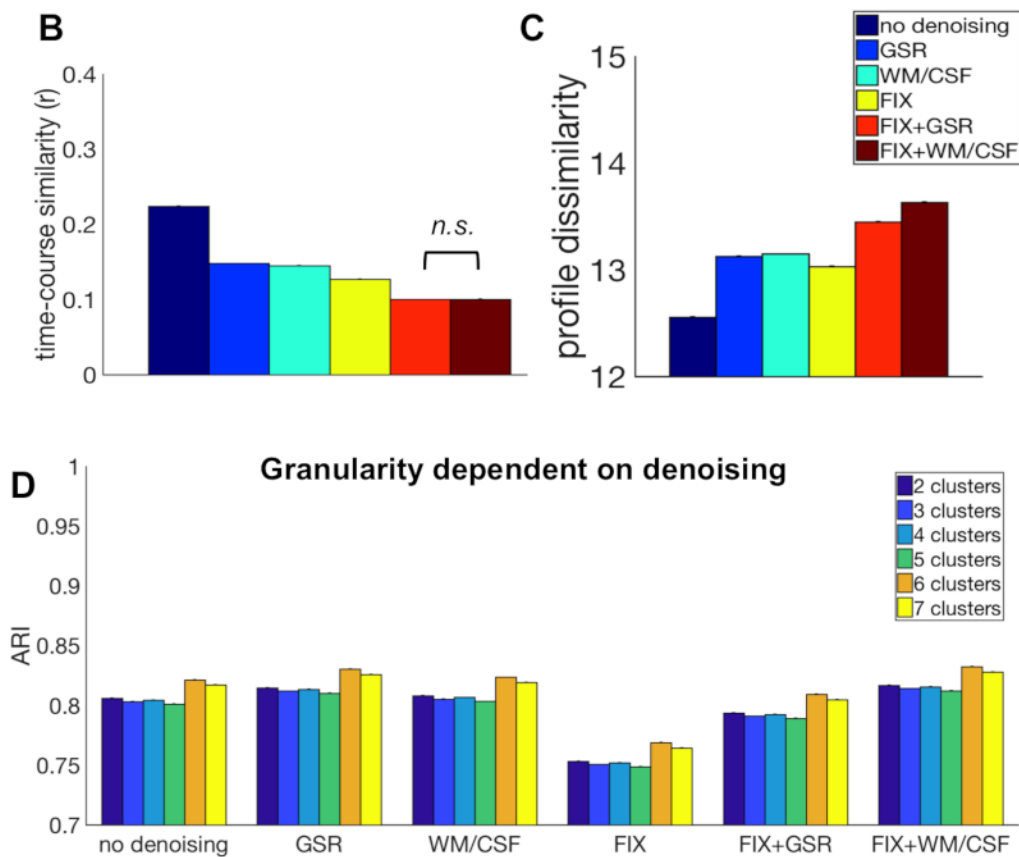 B
time-course similarity (r)
0.4
0.3
0.2
0.1
0
n.s.
C
profile dissimilarity
15
14
13
12
no denoising
GSR
WM/CSF
FIX
FIX+GSR
FIX+WM/CSF
D
Granularity dependent on denoising
ARI
1
0.95
0.9
0.85
0.8
0.75
0.7
2 clusters
3 clusters
4 clusters
5 clusters
6 clusters
7 clusters
no denoising GSR WM/CSF FIX FIX+GSR FIX+WM/CSF